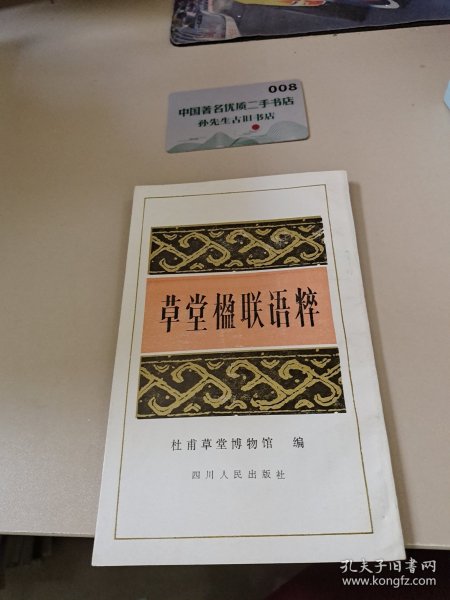 008
中国著名优质二手书店
孙先生古旧书店
草堂楹联语粹
杜甫草堂博物馆 编
四川人民出版社
孔夫子旧书网
www.kongfz.com